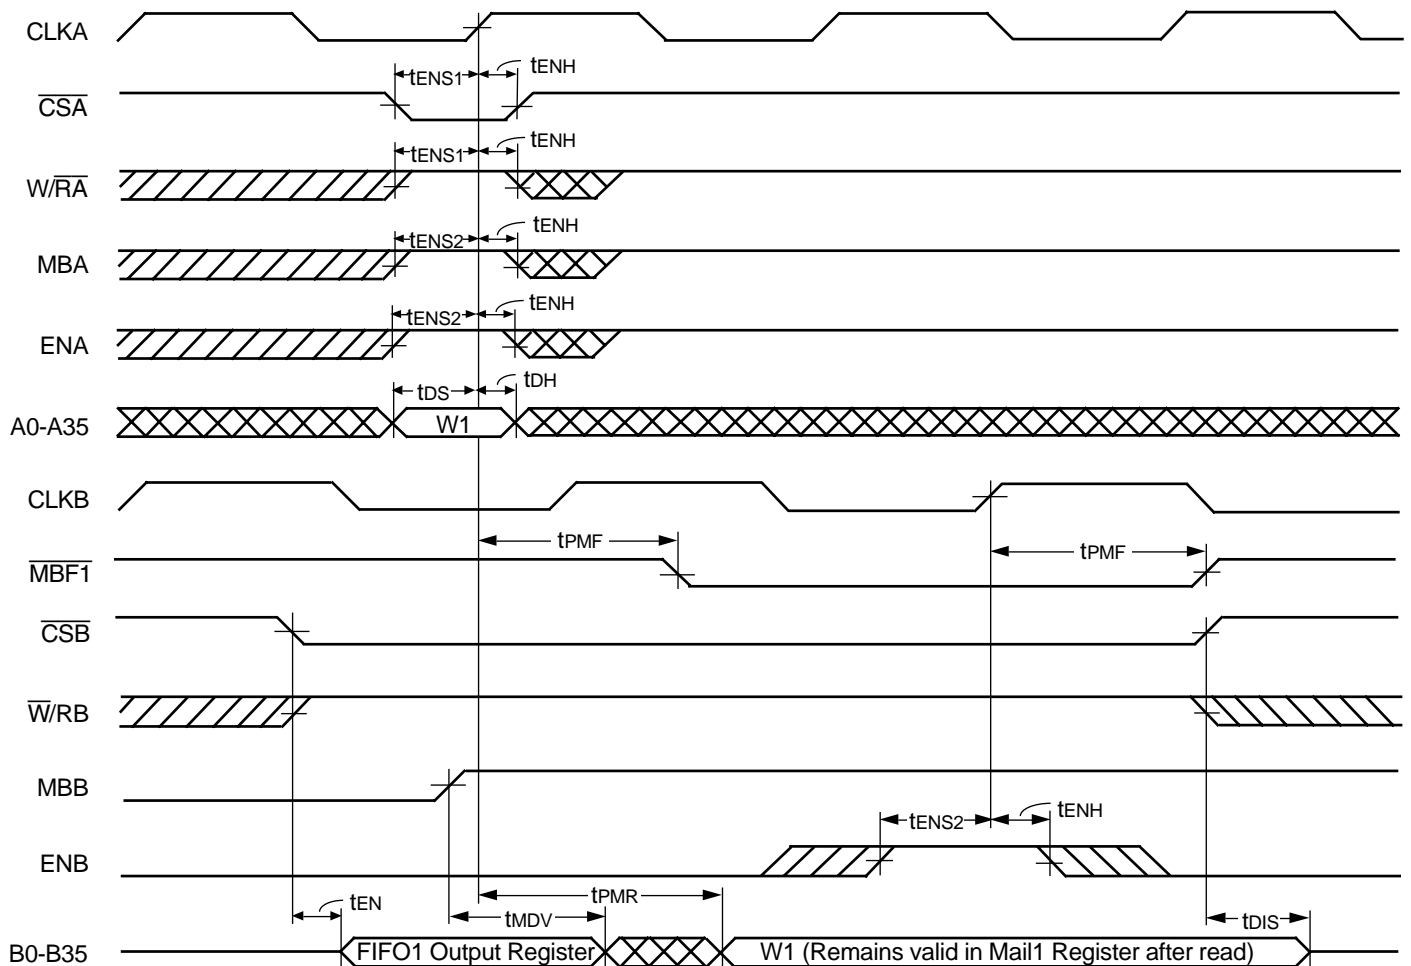 CLKA
tENS1 tENH
CSA
tENS1 tENH
W/RA
tENS2 tENH
MBA
tENS2 tENH
ENA
tDS tDH
A0-A35 W1
CLKB
tPMF tPMF
MBF1
CSB
W/RB
MBB
tENS2 tENH
ENB
tEN tMDV tPMR tDIS
B0-B35 FIFO1 Output Register W1 (Remains valid in Mail1 Register after read)